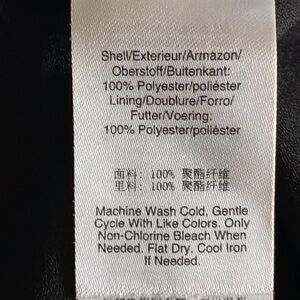 Shell/Exterieur/Armazon/
Oberstoff/Buitenkant:
100% Polyester/poliéster
Lining/Doublure/Forro/
Futter/Voering:
100% Polyester/poliéster
面料: 100% 聚酯纤维
里料: 100% 聚酯纤维
Machine Wash Cold, Gentle
Cycle With Like Colors. Only
Non-Chlorine Bleach When
Needed. Flat Dry. Cool Iron
If Needed.